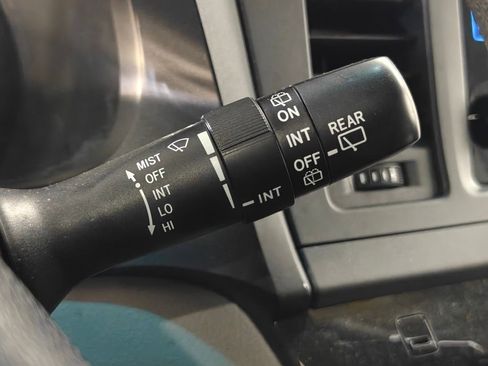 MIST
OFF
INT
LO
HI
INT
ON
INT
OFF
REAR